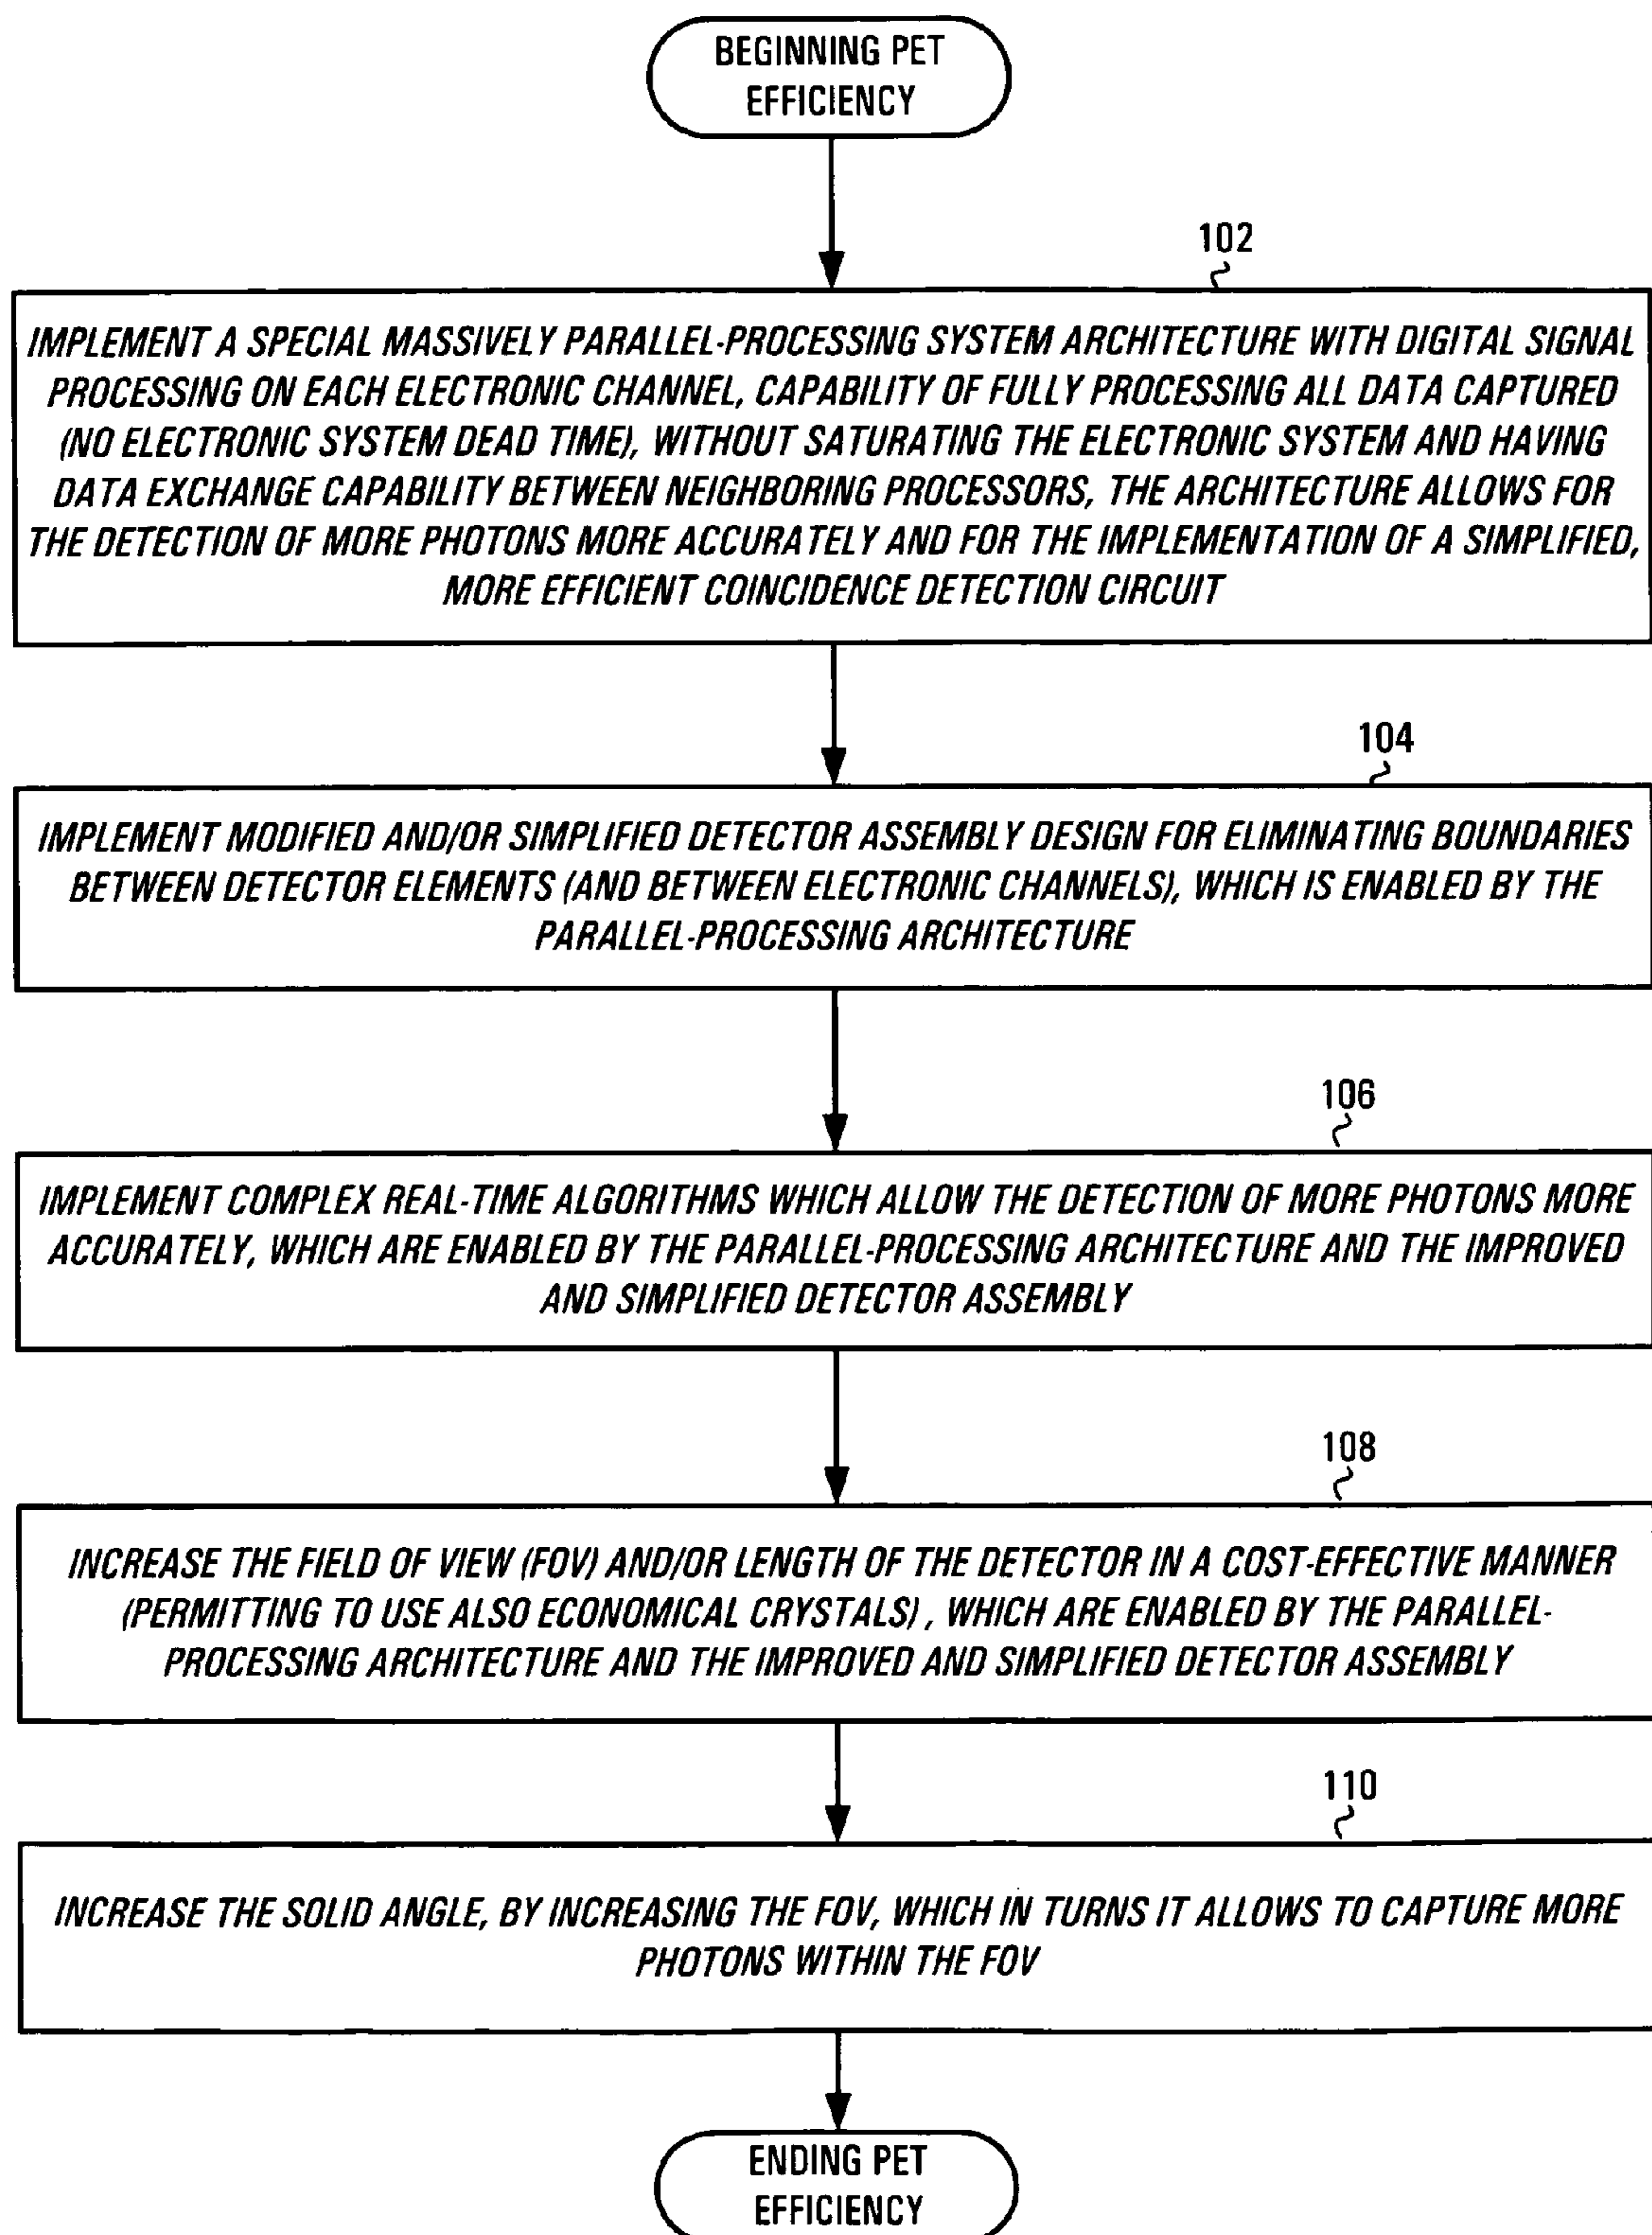 BEGINNING PET
EFFICIENCY
102
IMPLEMENT A SPECIAL MASSIVELY PARALLEL-PROCESSING SYSTEM ARCHITECTURE WITH DIGITAL SIGNAL
PROCESSING ON EACH ELECTRONIC CHANNEL, CAPABILITY OF FULLY PROCESSING ALL DATA CAPTURED
(NO ELECTRONIC SYSTEM DEAD TIME), WITHOUT SATURATING THE ELECTRONIC SYSTEM AND HAVING
DATA EXCHANGE CAPABILITY BETWEEN NEIGHBORING PROCESSORS, THE ARCHITECTURE ALLOWS FOR
THE DETECTION OF MORE PHOTONS MORE ACCURATELY AND FOR THE IMPLEMENTATION OF A SIMPLIFIED,
MORE EFFICIENT COINCIDENCE DETECTION CIRCUIT
104
IMPLEMENT MODIFIED AND/OR SIMPLIFIED DETECTOR ASSEMBLY DESIGN FOR ELIMINATING BOUNDARIES
BETWEEN DETECTOR ELEMENTS (AND BETWEEN ELECTRONIC CHANNELS), WHICH IS ENABLED BY THE
PARALLEL-PROCESSING ARCHITECTURE
106
IMPLEMENT COMPLEX REAL-TIME ALGORITHMS WHICH ALLOW THE DETECTION OF MORE PHOTONS MORE
ACCURATELY, WHICH ARE ENABLED BY THE PARALLEL-PROCESSING ARCHITECTURE AND THE IMPROVED
AND SIMPLIFIED DETECTOR ASSEMBLY
108
INCREASE THE FIELD OF VIEW (FOV) AND/OR LENGTH OF THE DETECTOR IN A COST-EFFECTIVE MANNER
(PERMITTING TO USE ALSO ECONOMICAL CRYSTALS) , WHICH ARE ENABLED BY THE PARALLEL-
PROCESSING ARCHITECTURE AND THE IMPROVED AND SIMPLIFIED DETECTOR ASSEMBLY
110
INCREASE THE SOLID ANGLE, BY INCREASING THE FOV, WHICH IN TURNS IT ALLOWS TO CAPTURE MORE
PHOTONS WITHIN THE FOV
ENDING PET
EFFICIENCY